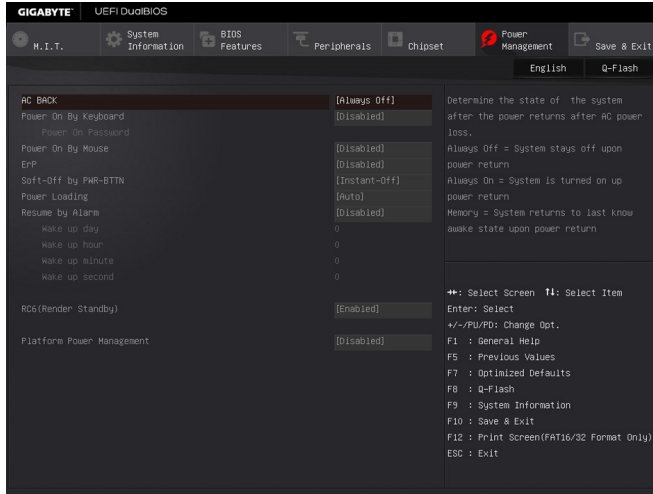 GIGABYTE™ UEFI DualBIOS
M.I.T.
System Information
BIOS Features
Peripherals
Chipset
Power Management
Save & Exit
English
Q-Flash
AC BACK [Always Off]
Power On By Keyboard [Disabled]
Power On Password
Power On By Mouse [Disabled]
ErP [Disabled]
Soft-Off by PWR-BTTN [Instant-Off]
Power Loading [Auto]
Resume by Alarm [Disabled]
Wake up day 0
Wake up hour 0
Wake up minute 0
Wake up second 0
RC6(Render Standby) [Enabled]
Platform Power Management [Disabled]
Determine the state of the system
after the power returns after AC power
loss.
Always Off = System stays off upon
power return
Always On = System is turned on up
power return
Memory = System returns to last know
awake state upon power return
→←: Select Screen ↑↓: Select Item
Enter: Select
+/-/PU/PD: Change Opt.
F1 : General Help
F5 : Previous Values
F7 : Optimized Defaults
F8 : Q-Flash
F9 : System Information
F10 : Save & Exit
F12 : Print Screen(FAT16/32 Format Only)
ESC : Exit